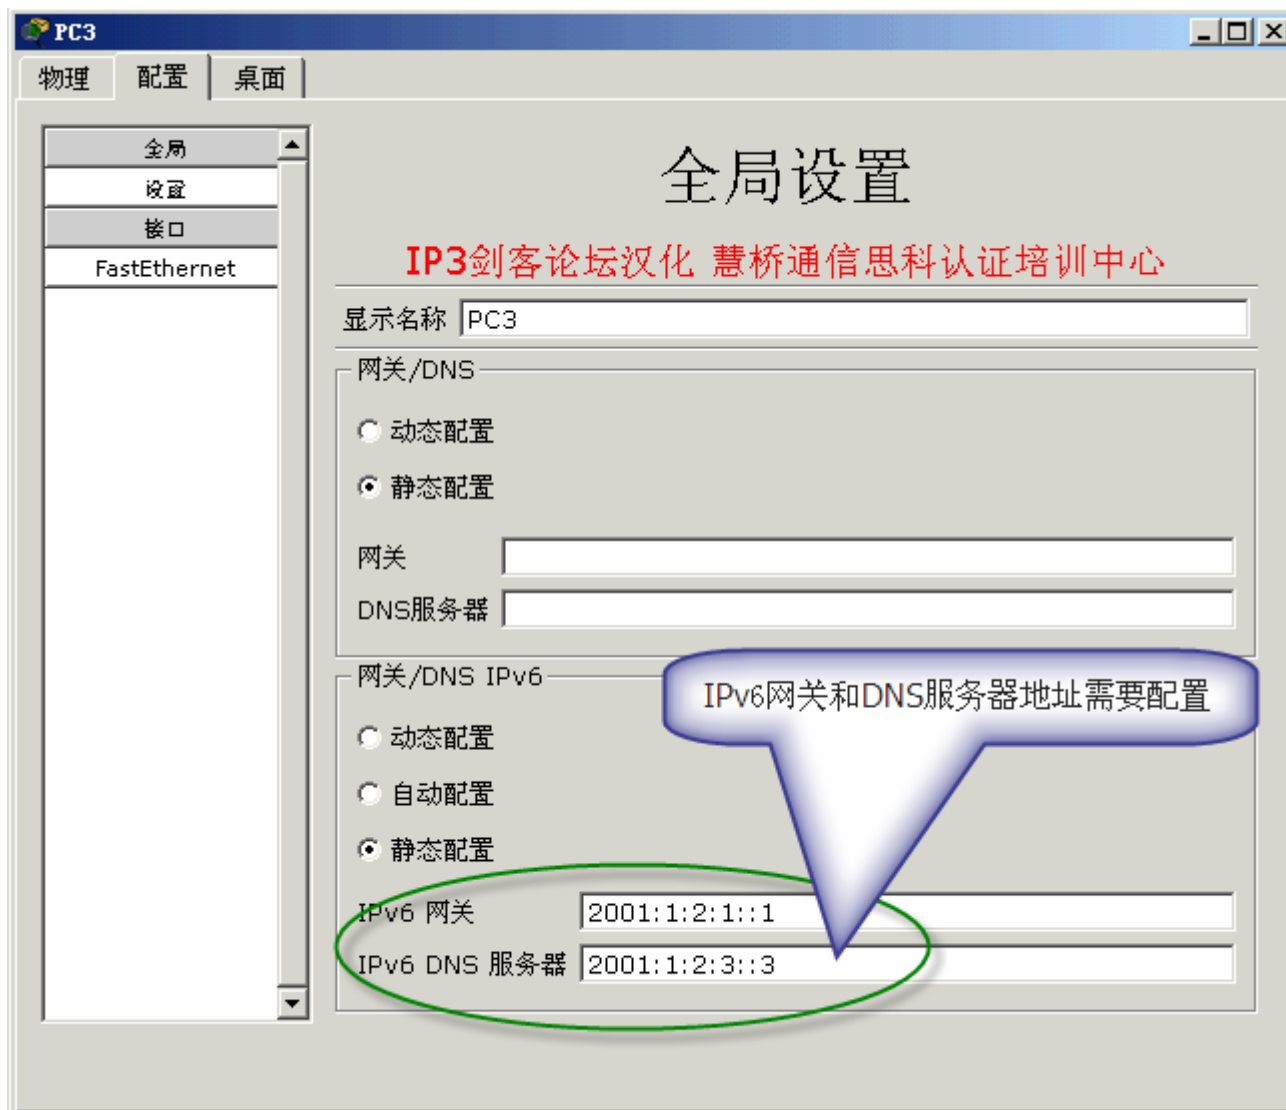 PC3
物理 配置 桌面
全局
设置
接口
FastEthernet
全局设置
IP3剑客论坛汉化 慧桥通信思科认证培训中心
显示名称 PC3
网关/DNS
动态配置
静态配置
网关
DNS服务器
网关/DNS IPv6
IPv6网关和DNS服务器地址需要配置
动态配置
自动配置
静态配置
IPv6 网关 2001:1:2:1::1
IPv6 DNS 服务器 2001:1:2:3::3